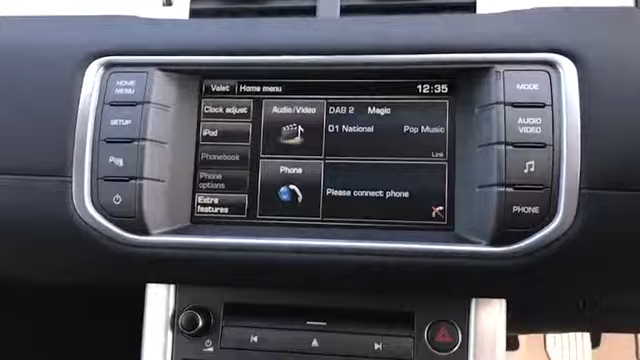 HOME
MENU
SETUP
MODE
AUDIO
VIDEO
PHONE
Valet
Home menu
12:35
Clock adjust
iPod
Phonebook
Phone
options
Extra
features
Audio/Video
Phone
DAB 2 Magic
D1 National Pop Music
Link
Please connect phone